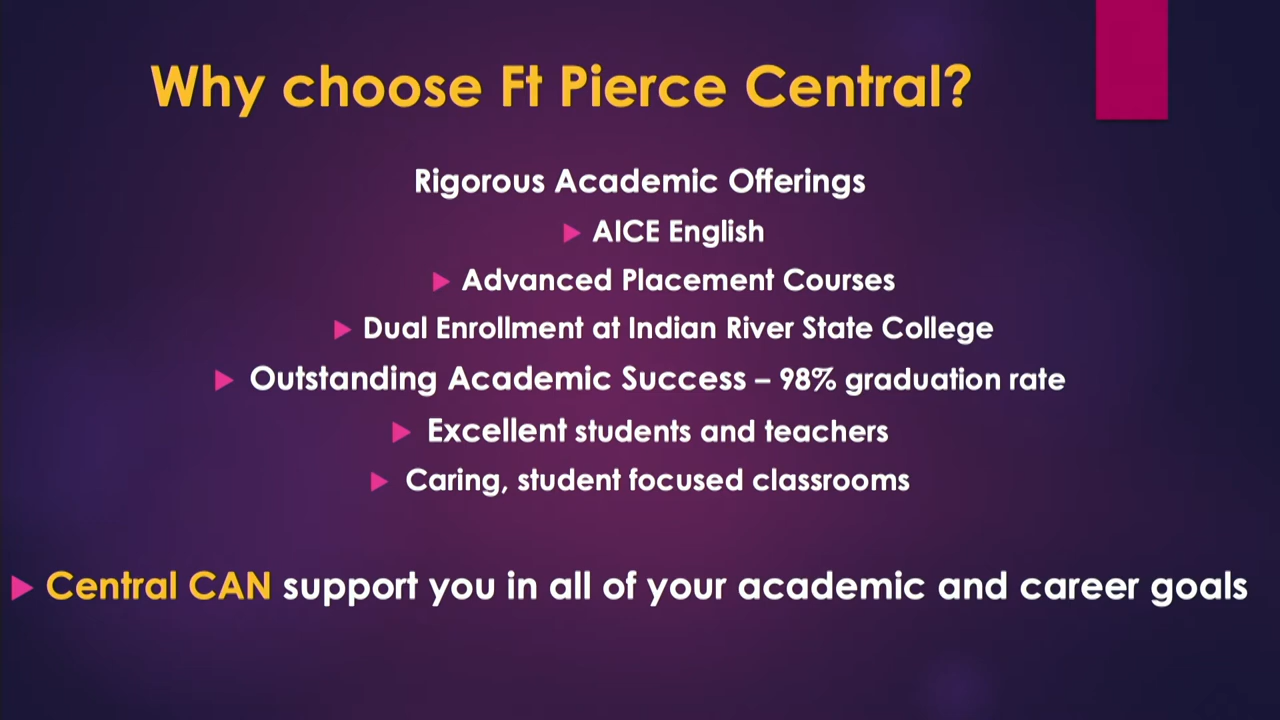 Why choose Ft Pierce Central?
Rigorous Academic Offerings
AICE English
Advanced Placement Courses
Dual Enrollment at Indian River State College
Outstanding Academic Success – 98% graduation rate
Excellent students and teachers
Caring, student focused classrooms
Central CAN support you in all of your academic and career goals